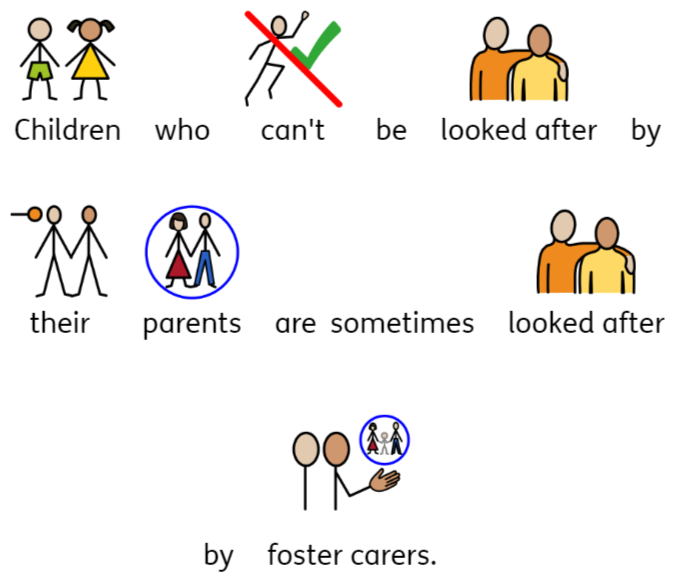 Children who can't be looked after by
their parents are sometimes looked after
by foster carers.